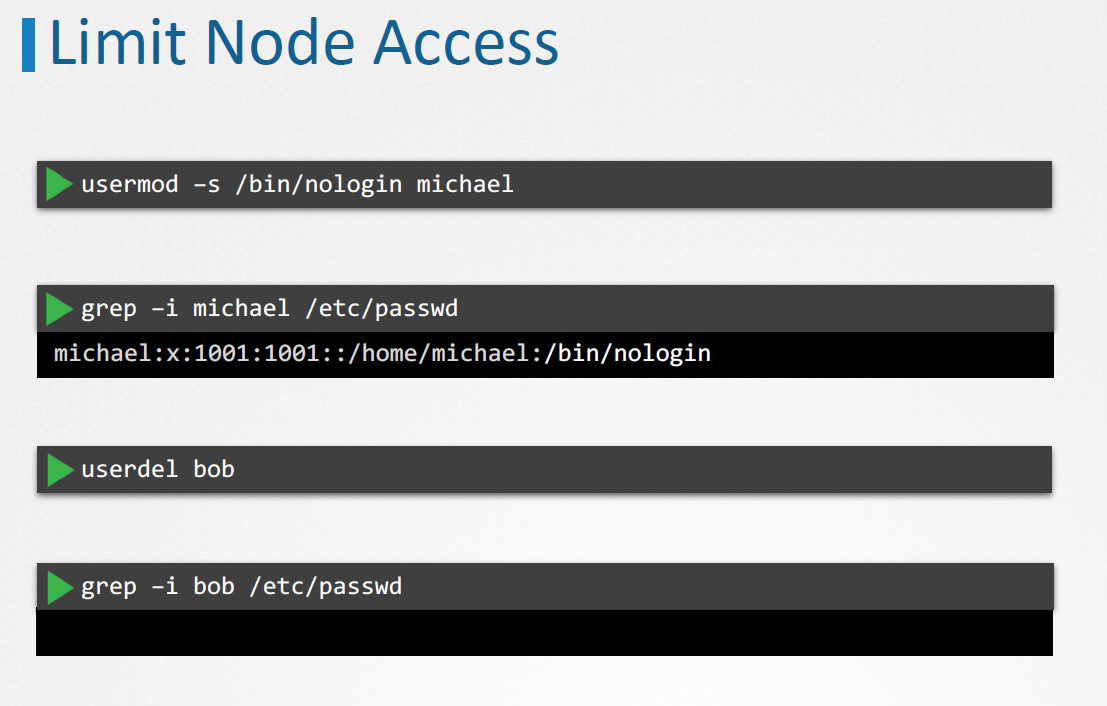 Limit Node Access
usermod –s /bin/nologin michael
grep –i michael /etc/passwd
michael:x:1001:1001::/home/michael:/bin/nologin
userdel bob
grep –i bob /etc/passwd